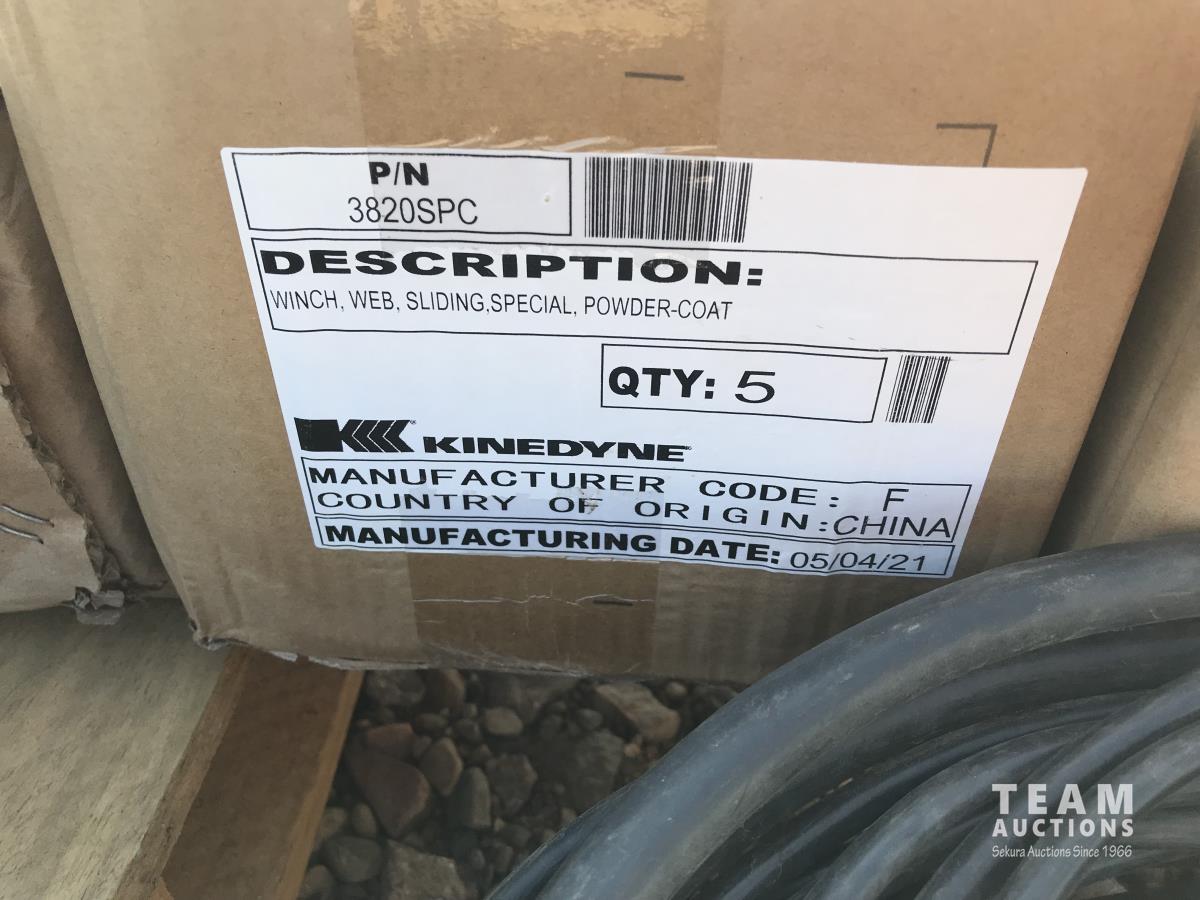 P/N
3820SPC
DESCRIPTION:
WINCH, WEB, SLIDING,SPECIAL, POWDER-COAT
QTY: 5
KINEDYNE
MANUFACTURER CODE: F
COUNTRY OF ORIGIN:CHINA
MANUFACTURING DATE: 05/04/21
TEAM
AUCTIONS
Sekura Auctions Since 1966